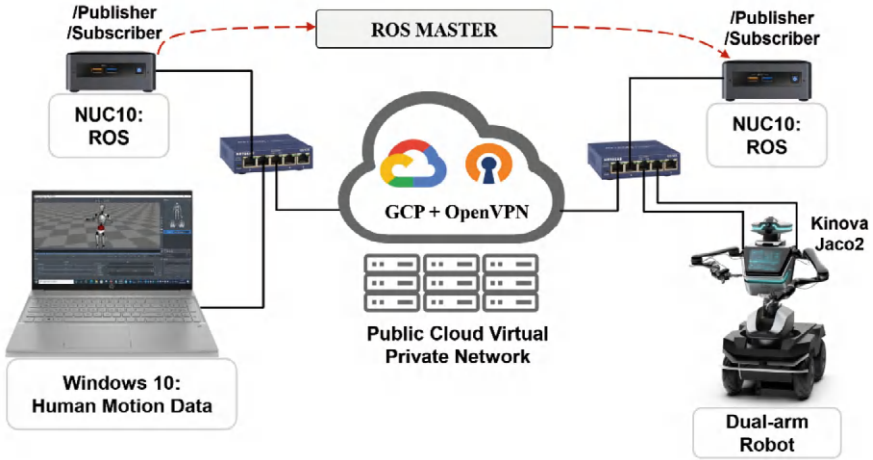 /Publisher
/Subscriber
ROS MASTER
/Publisher
/Subscriber
NUC10:
ROS
NUC10:
ROS
GCP + OpenVPN
Kinova
Jaco2
Public Cloud Virtual
Private Network
Windows 10:
Human Motion Data
Dual-arm
Robot